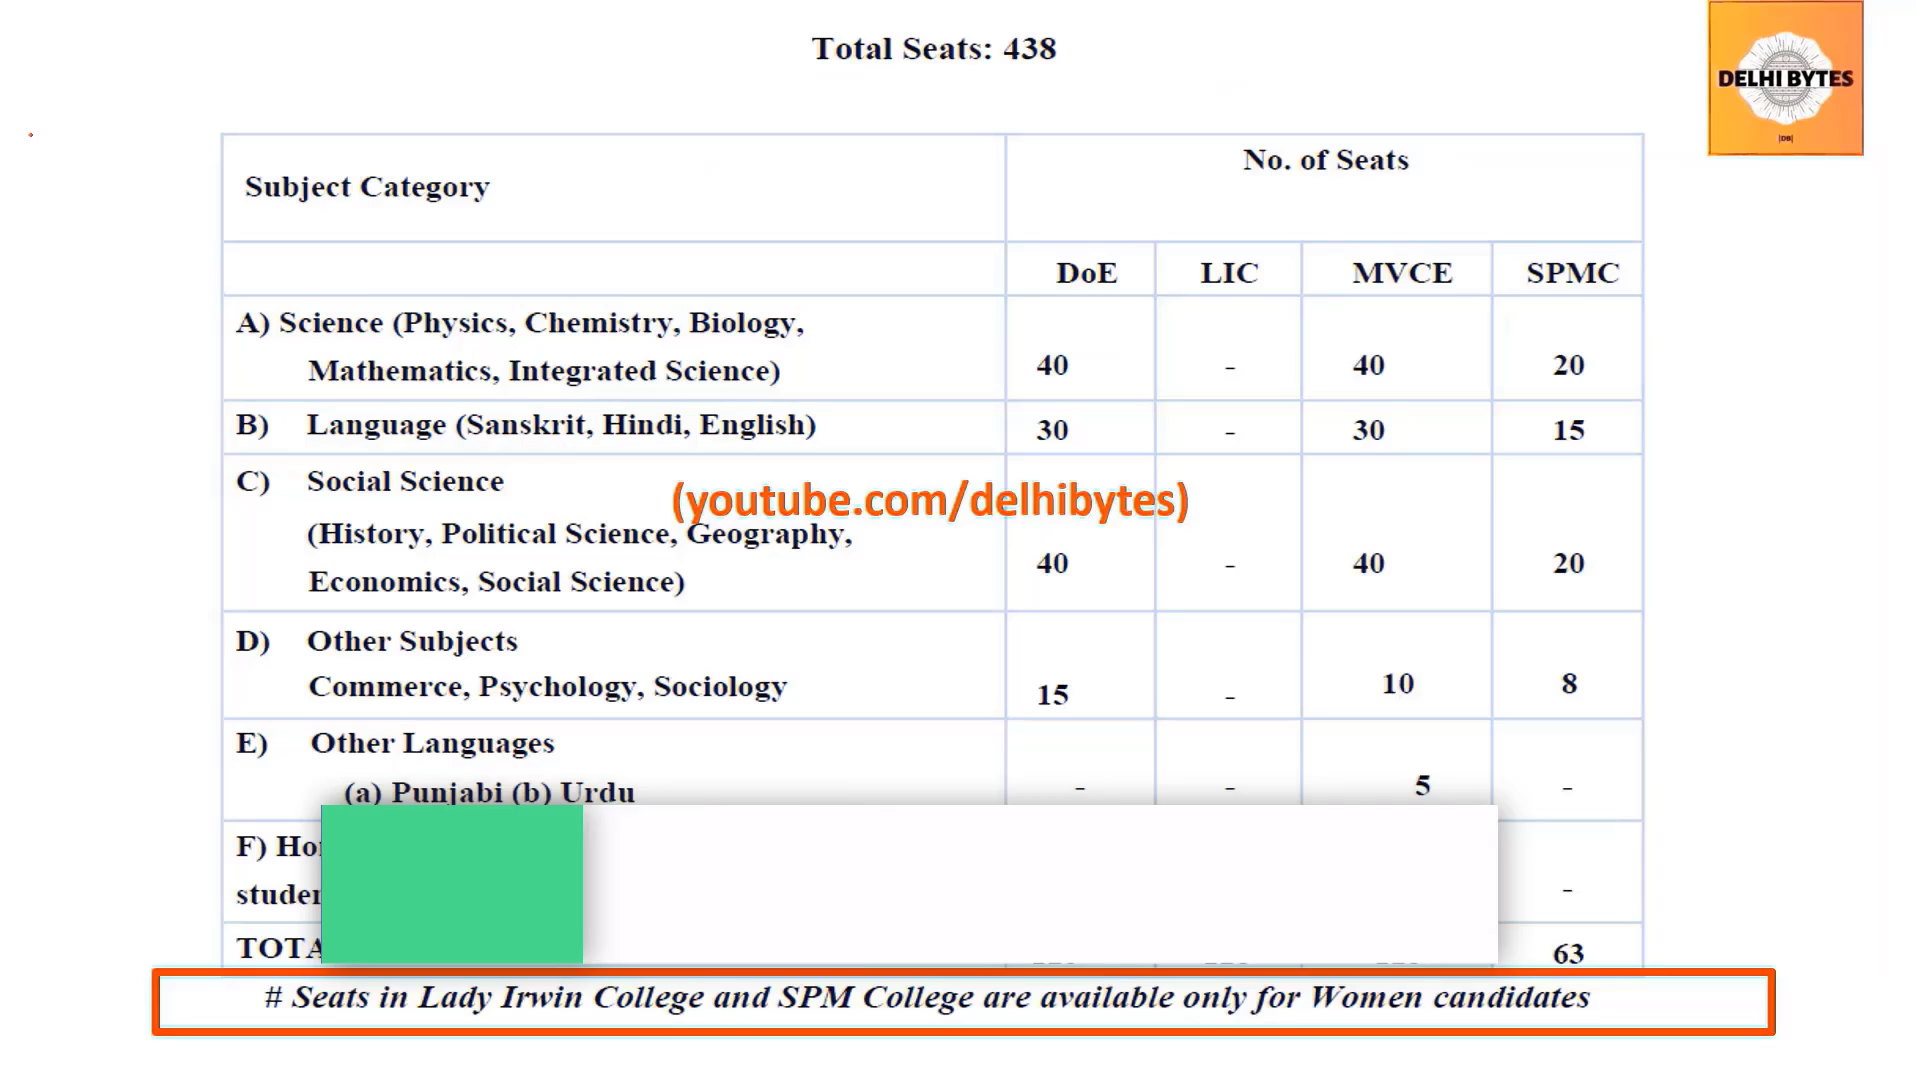 Total Seats: 438
DELHI BYTES
|DB|
Subject Category
No. of Seats
DoE LIC MVCE SPMC
A) Science (Physics, Chemistry, Biology,
Mathematics, Integrated Science)
40 - 40 20
B) Language (Sanskrit, Hindi, English)
30 - 30 15
C) Social Science
(youtube.com/delhibytes)
(History, Political Science, Geography,
Economics, Social Science)
40 - 40 20
D) Other Subjects
Commerce, Psychology, Sociology
15 - 10 8
E) Other Languages
(a) Punjabi (b) Urdu
- - 5 -
F)
-
63
# Seats in Lady Irwin College and SPM College are available only for Women candidates